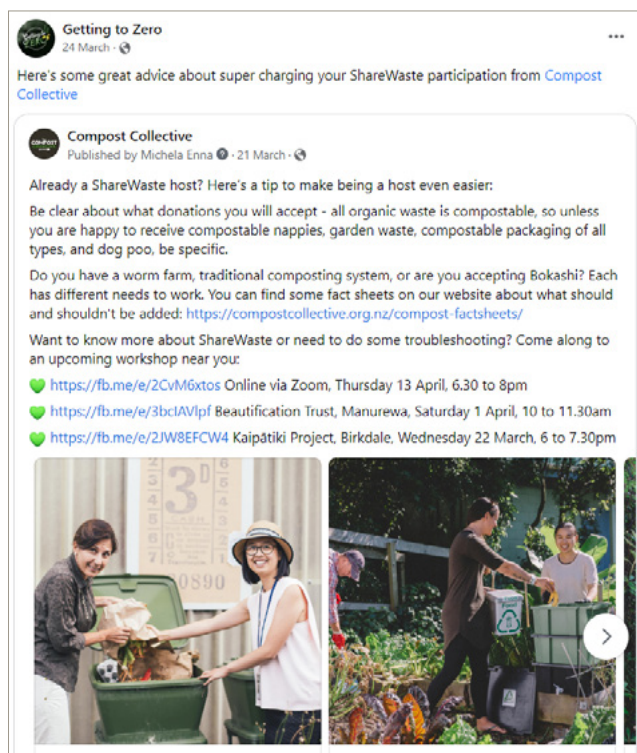 Getting to Zero
24 March ·
Here's some great advice about super charging your ShareWaste participation from Compost
Collective
COMPOST
Compost Collective
Published by Michela Enna · 21 March ·
Already a ShareWaste host? Here's a tip to make being a host even easier:
Be clear about what donations you will accept - all organic waste is compostable, so unless
you are happy to receive compostable nappies, garden waste, compostable packaging of all
types, and dog poo, be specific.
Do you have a worm farm, traditional composting system, or are you accepting Bokashi? Each
has different needs to work. You can find some fact sheets on our website about what should
and shouldn't be added: https://compostcollective.org.nz/compost-factsheets/
Want to know more about ShareWaste or need to do some troubleshooting? Come along to
an upcoming workshop near you:
💚 https://fb.me/e/2CvM6xtos Online via Zoom, Thursday 13 April, 6.30 to 8pm
💚 https://fb.me/e/3bcIAVlpf Beautification Trust, Manurewa, Saturday 1 April, 10 to 11.30am
💚 https://fb.me/e/2JW8EFCW4 Kaipātiki Project, Birkdale, Wednesday 22 March, 6 to 7.30pm
3D
0890